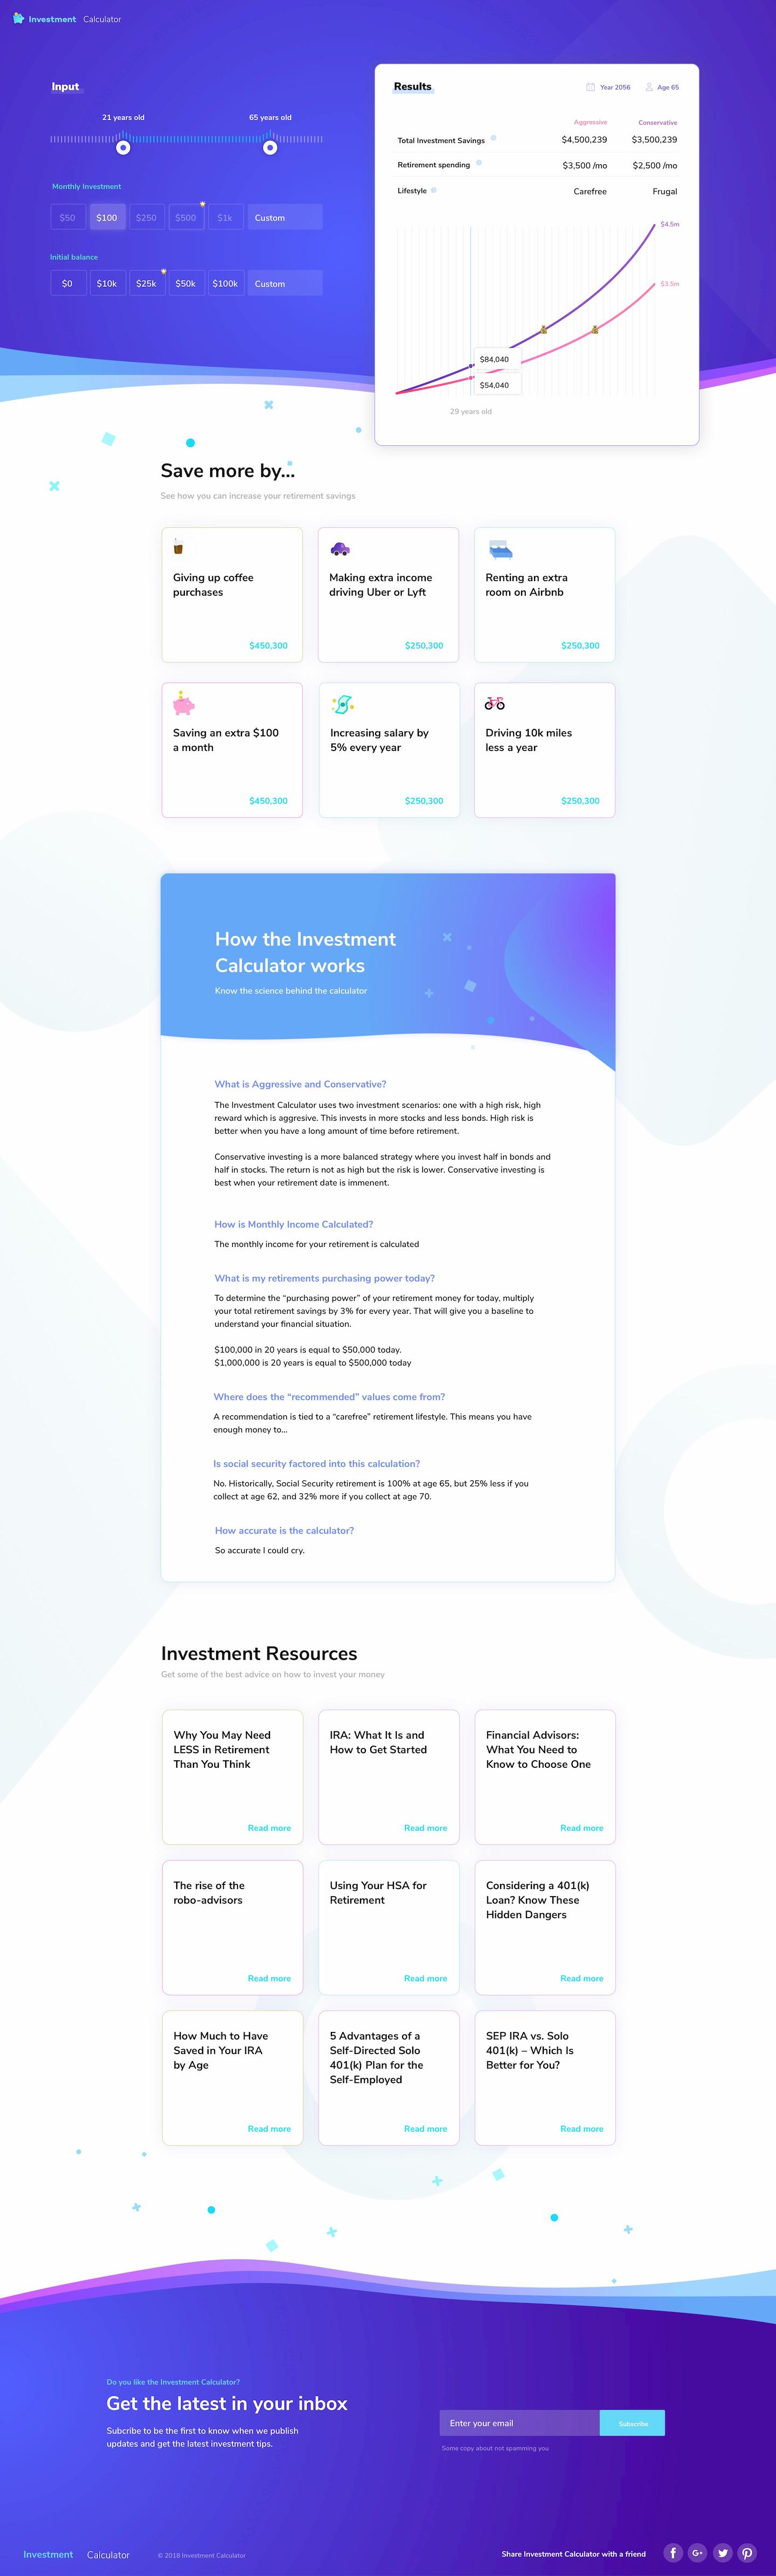 Investment Calculator
Input
21 years old
65 years old
Monthly Investment
$50
$100
$250
$500
$1k
Custom
Initial balance
$0
$10k
$25k
$50k
$100k
Custom
Results
Year 2056
Age 65
Aggressive
Conservative
Total Investment Savings
$4,500,239
$3,500,239
Retirement spending
$3,500 /mo
$2,500 /mo
Lifestyle
Carefree
Frugal
$4.5m
$3.5m
$84,040
$54,040
29 years old
Save more by...
See how you can increase your retirement savings
Giving up coffee
purchases
$450,300
Making extra income
driving Uber or Lyft
$250,300
Renting an extra
room on Airbnb
$250,300
Saving an extra $100
a month
$450,300
Increasing salary by
5% every year
$250,300
Driving 10k miles
less a year
$250,300
How the Investment
Calculator works
Know the science behind the calculator
What is Aggressive and Conservative?
The Investment Calculator uses two investment scenarios: one with a high risk, high
reward which is aggresive. This invests in more stocks and less bonds. High risk is
better when you have a long amount of time before retirement.
Conservative investing is a more balanced strategy where you invest half in bonds and
half in stocks. The return is not as high but the risk is lower. Conservative investing is
best when your retirement date is immenent.
How is Monthly Income Calculated?
The monthly income for your retirement is calculated
What is my retirements purchasing power today?
To determine the “purchasing power” of your retirement money for today, multiply
your total retirement savings by 3% for every year. That will give you a baseline to
understand your financial situation.
$100,000 in 20 years is equal to $50,000 today.
$1,000,000 is 20 years is equal to $500,000 today
Where does the “recommended” values come from?
A recommendation is tied to a “carefree” retirement lifestyle. This means you have
enough money to...
Is social security factored into this calculation?
No. Historically, Social Security retirement is 100% at age 65, but 25% less if you
collect at age 62, and 32% more if you collect at age 70.
How accurate is the calculator?
So accurate I could cry.
Investment Resources
Get some of the best advice on how to invest your money
Why You May Need
LESS in Retirement
Than You Think
Read more
IRA: What It Is and
How to Get Started
Read more
Financial Advisors:
What You Need to
Know to Choose One
Read more
The rise of the
robo-advisors
Read more
Using Your HSA for
Retirement
Read more
Considering a 401(k)
Loan? Know These
Hidden Dangers
Read more
How Much to Have
Saved in Your IRA
by Age
Read more
5 Advantages of a
Self-Directed Solo
401(k) Plan for the
Self-Employed
Read more
SEP IRA vs. Solo
401(k) – Which Is
Better for You?
Read more
Do you like the Investment Calculator?
Get the latest in your inbox
Subcribe to be the first to know when we publish
updates and get the latest investment tips.
Enter your email
Subscribe
Some copy about not spamming you
Investment Calculator
© 2018 Investment Calculator
Share Investment Calculator with a friend